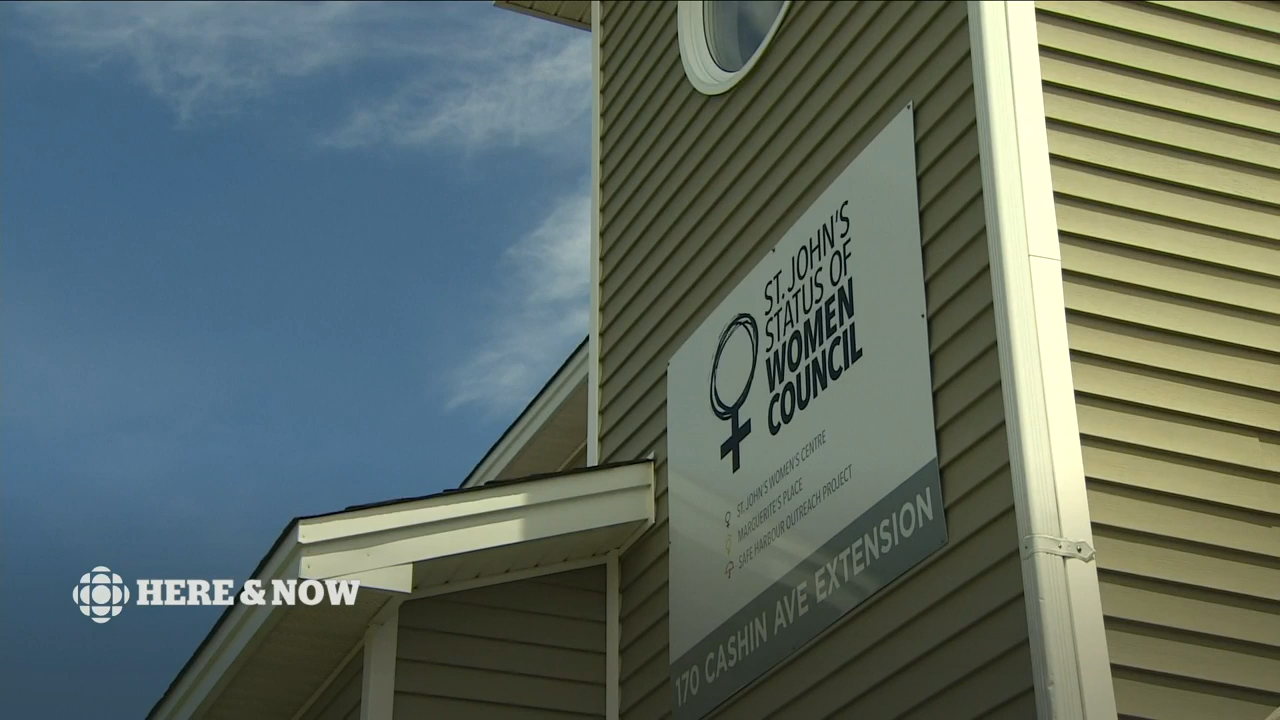 ST. JOHN'S
STATUS OF
WOMEN
COUNCIL
ST. JOHN'S WOMEN'S CENTRE
MARGUERITE'S PLACE
SAFE HARBOUR OUTREACH PROJECT
170 CASHIN AVE EXTENSION
HERE & NOW